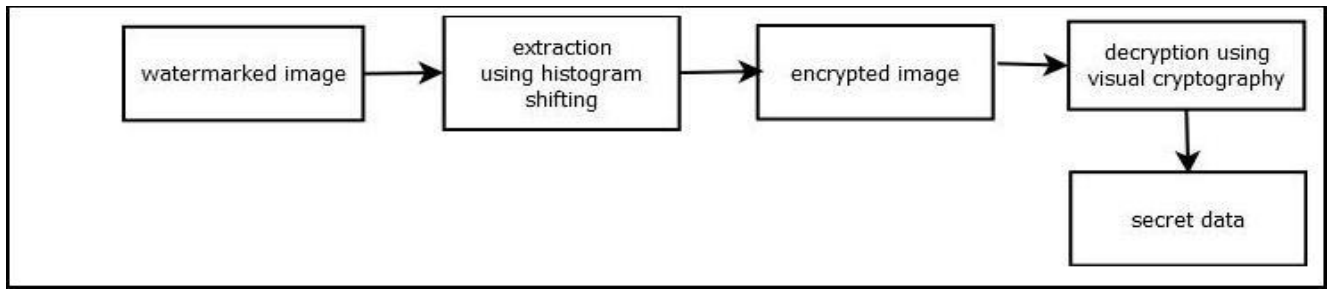 watermarked image
extraction
using histogram
shifting
encrypted image
decryption using
visual cryptography
secret data